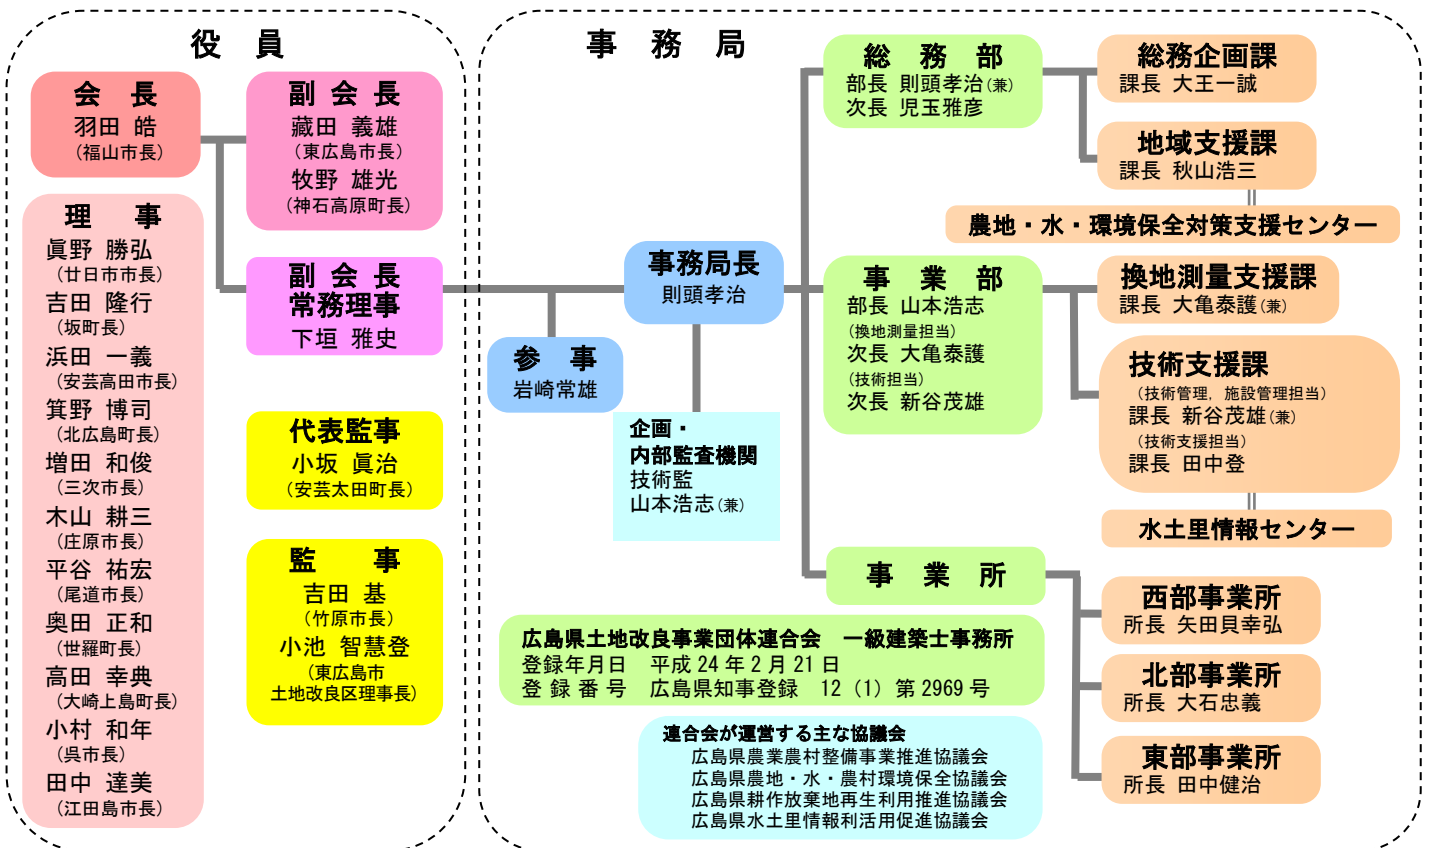 役　員
会　長
羽田 皓
（福山市長）
副 会 長
藏田 義雄
（東広島市長）
牧野 雄光
（神石高原町長）
理　事
眞野 勝弘
（廿日市市長）
吉田 隆行
（坂町長）
浜田 一義
（安芸高田市長）
箕野 博司
（北広島町長）
増田 和俊
（三次市長）
木山 耕三
（庄原市長）
平谷 祐宏
（尾道市長）
奥田 正和
（世羅町長）
高田 幸典
（大崎上島町長）
小村 和年
（呉市長）
田中 達美
（江田島市長）
副 会 長
常務理事
下垣 雅史
代表監事
小坂 眞治
（安芸太田町長）
監　事
吉田 基
（竹原市長）
小池 智慧登
（東広島市
土地改良区理事長）
事　務　局
事務局長
則頭孝治
参　事
岩崎常雄
企画・
内部監査機関
技術監
山本浩志（兼）
総　務　部
部長 則頭孝治（兼）
次長 児玉雅彦
総務企画課
課長 大王一誠
地域支援課
課長 秋山浩三
農地・水・環境保全対策支援センター
事　業　部
部長 山本浩志
（換地測量担当）
次長 大亀泰護
（技術担当）
次長 新谷茂雄
換地測量支援課
課長 大亀泰護（兼）
技術支援課
（技術管理，施設管理担当）
課長 新谷茂雄（兼）
（技術支援担当）
課長 田中登
水土里情報センター
事　業　所
西部事業所
所長 矢田貝幸弘
北部事業所
所長 大石忠義
東部事業所
所長 田中健治
広島県土地改良事業団体連合会　一級建築士事務所
登録年月日　平成 24 年 2 月 21 日
登 録 番 号　広島県知事登録　12（1）第 2969 号
連合会が運営する主な協議会
広島県農業農村整備事業推進協議会
広島県農地・水・農村環境保全協議会
広島県耕作放棄地再生利用推進協議会
広島県水土里情報利活用促進協議会